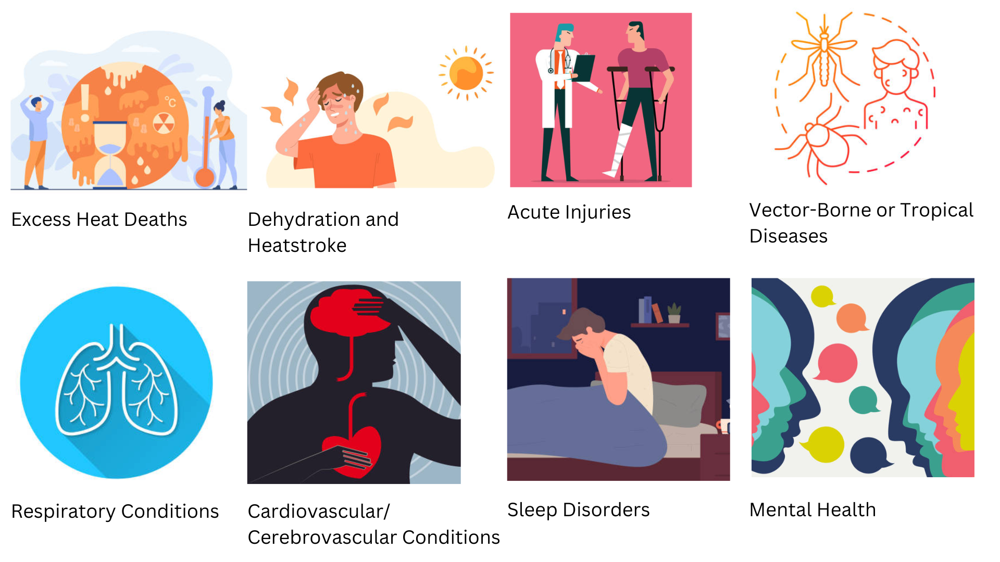 °C
Excess Heat Deaths
Dehydration and
Heatstroke
Acute Injuries
Vector-Borne or Tropical
Diseases
Respiratory Conditions
Cardiovascular/
Cerebrovascular Conditions
Sleep Disorders
Mental Health